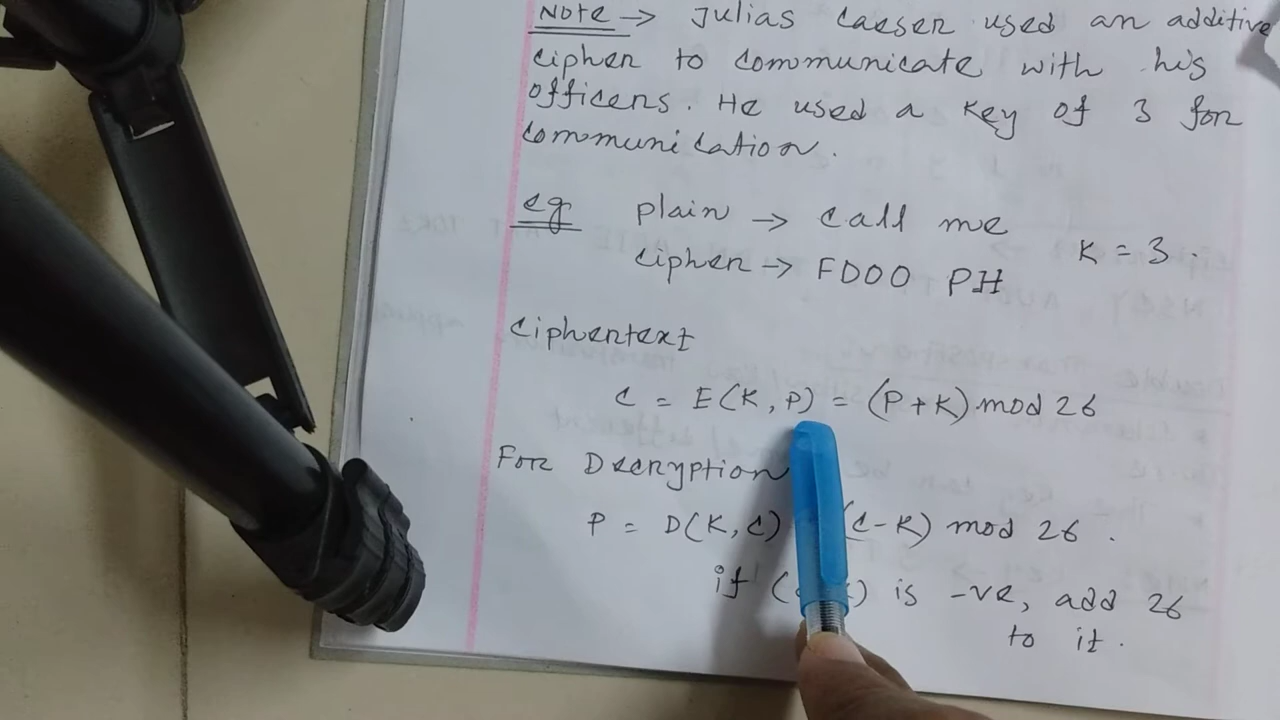 Note → Julias Caeser used an additive
cipher to communicate with his
officers. He used a key of 3 for
communication.
eg plain → call me
K = 3.
cipher → FDOO PH
Ciphertext
C = E(K, P) = (P + K) mod 26
For Decryption
P = D(K, C) (C - K) mod 26.
if ( ) is -ve, add 26
to it.